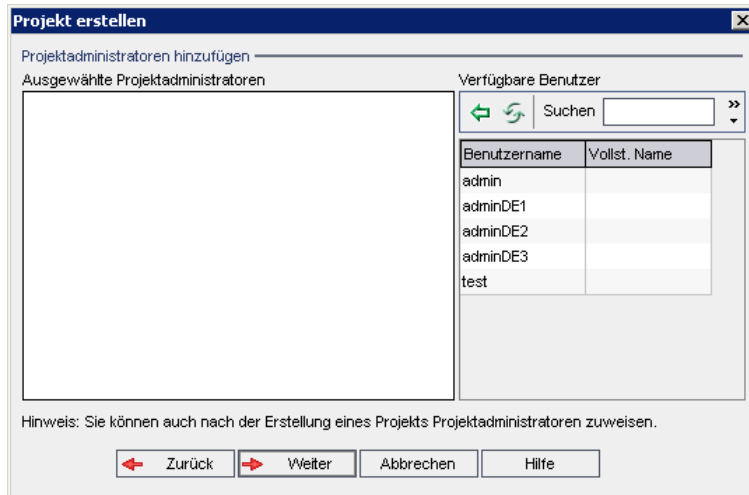 Projekt erstellen
Projektadministratoren hinzufügen
Ausgewählte Projektadministratoren
Verfügbare Benutzer
Suchen
Benutzername Vollst. Name
admin
adminDE1
adminDE2
adminDE3
test
Hinweis: Sie können auch nach der Erstellung eines Projekts Projektadministratoren zuweisen.
Zurück Weiter Abbrechen Hilfe